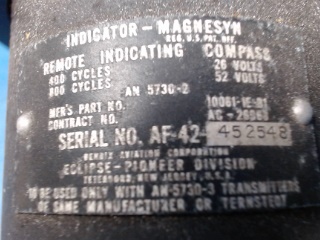 INDICATOR - MAGNESYN
REG. U.S. PAT. OFF.
REMOTE INDICATING COMPASS
400 CYCLES 26 VOLTS
800 CYCLES 52 VOLTS
AN 5730-2
MFR'S PART NO. 10061-1E-B1
CONTRACT NO. AC-
SERIAL NO. AF-42-452548
BENDIX AVIATION CORPORATION
ECLIPSE-PIONEER DIVISION
TETERBORO, NEW JERSEY, U.S.A.
TO BE USED ONLY WITH AN-5730-3 TRANSMITTERS
OF SAME MANUFACTURER OR TERNSTEDT